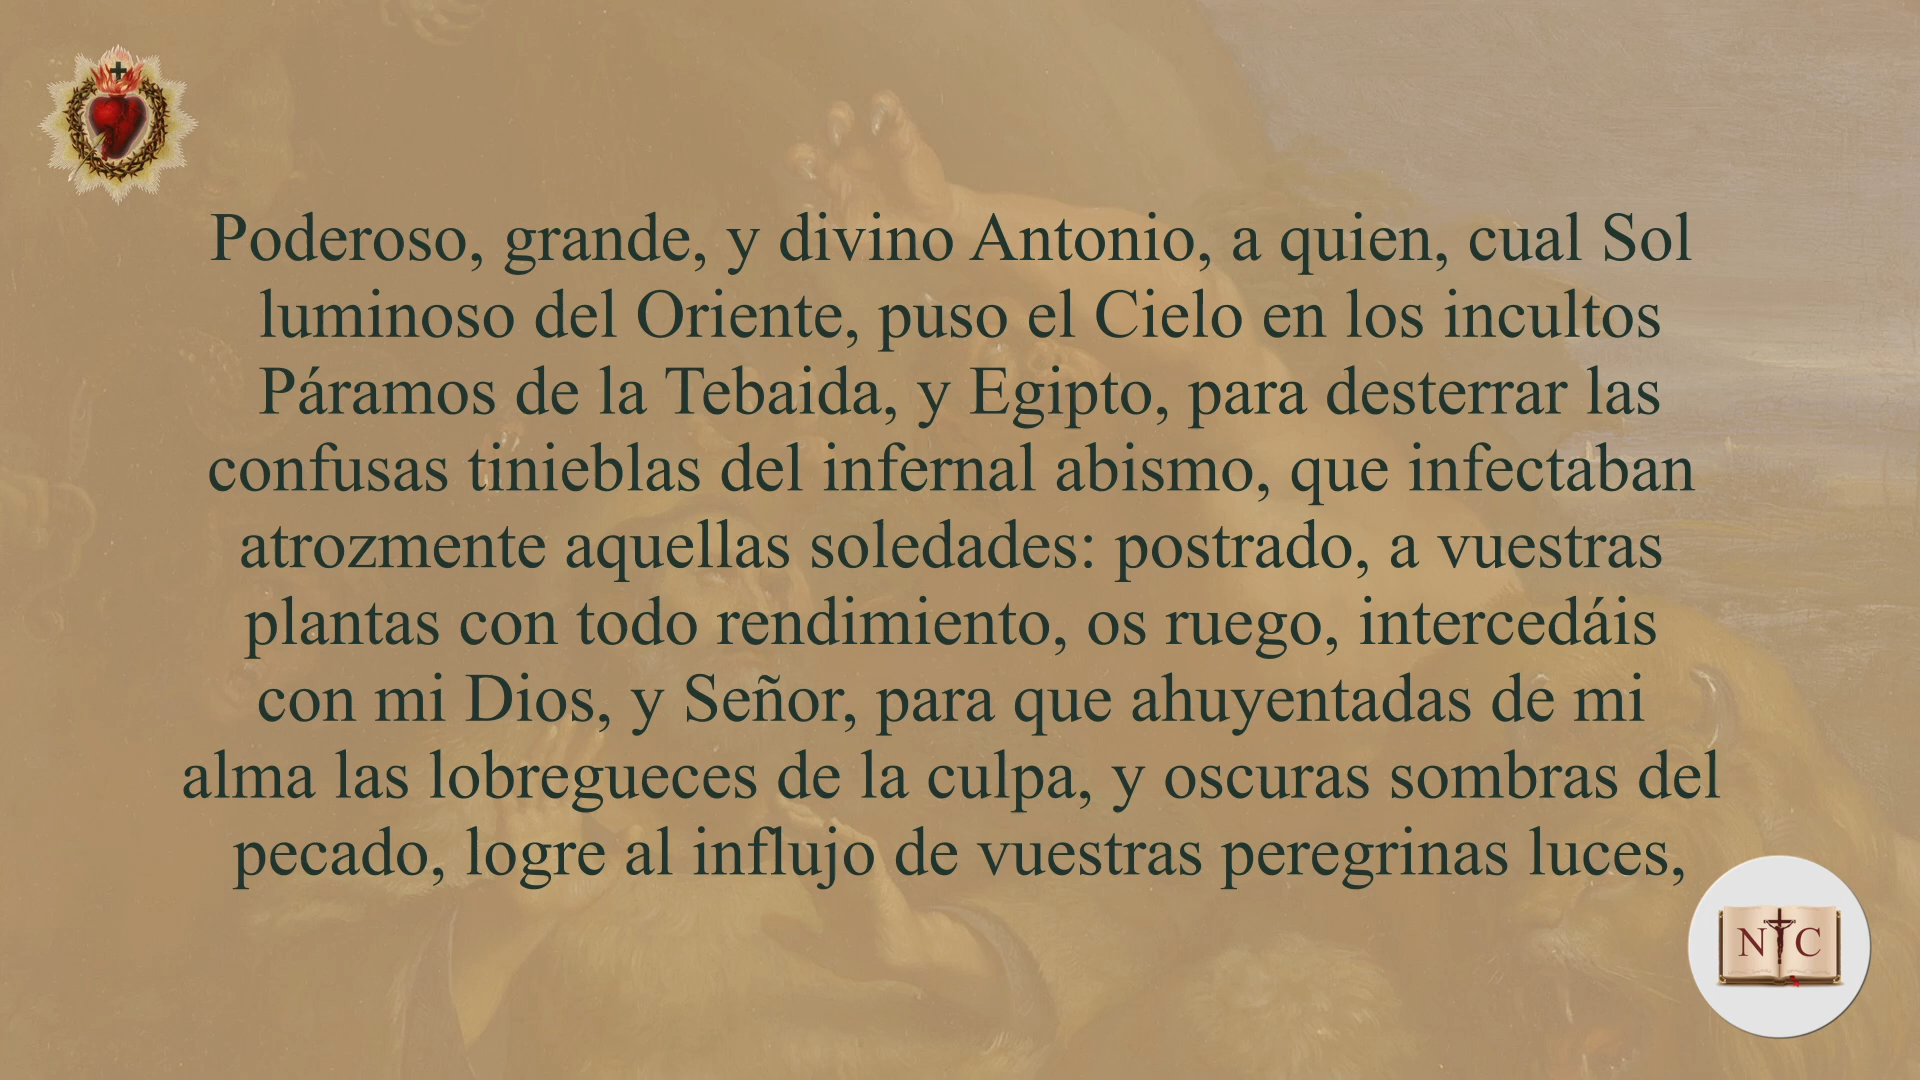 Poderoso, grande, y divino Antonio, a quien, cual Sol
luminoso del Oriente, puso el Cielo en los incultos
Páramos de la Tebaida, y Egipto, para desterrar las
confusas tinieblas del infernal abismo, que infectaban
atrozmente aquellas soledades: postrado, a vuestras
plantas con todo rendimiento, os ruego, intercedáis
con mi Dios, y Señor, para que ahuyentadas de mi
alma las lobregueces de la culpa, y oscuras sombras del
pecado, logre al influjo de vuestras peregrinas luces,
N C